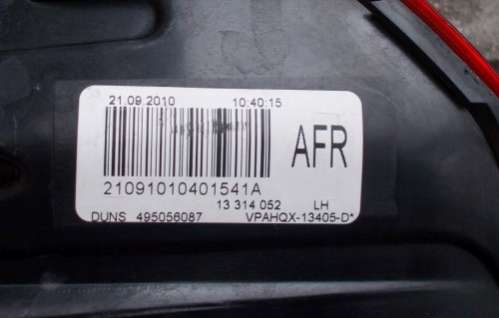 21.09.2010 10:40:15
AFR
21091010401541A
13 314 052 LH
DUNS 495056087 VPAHQX-13405-D*